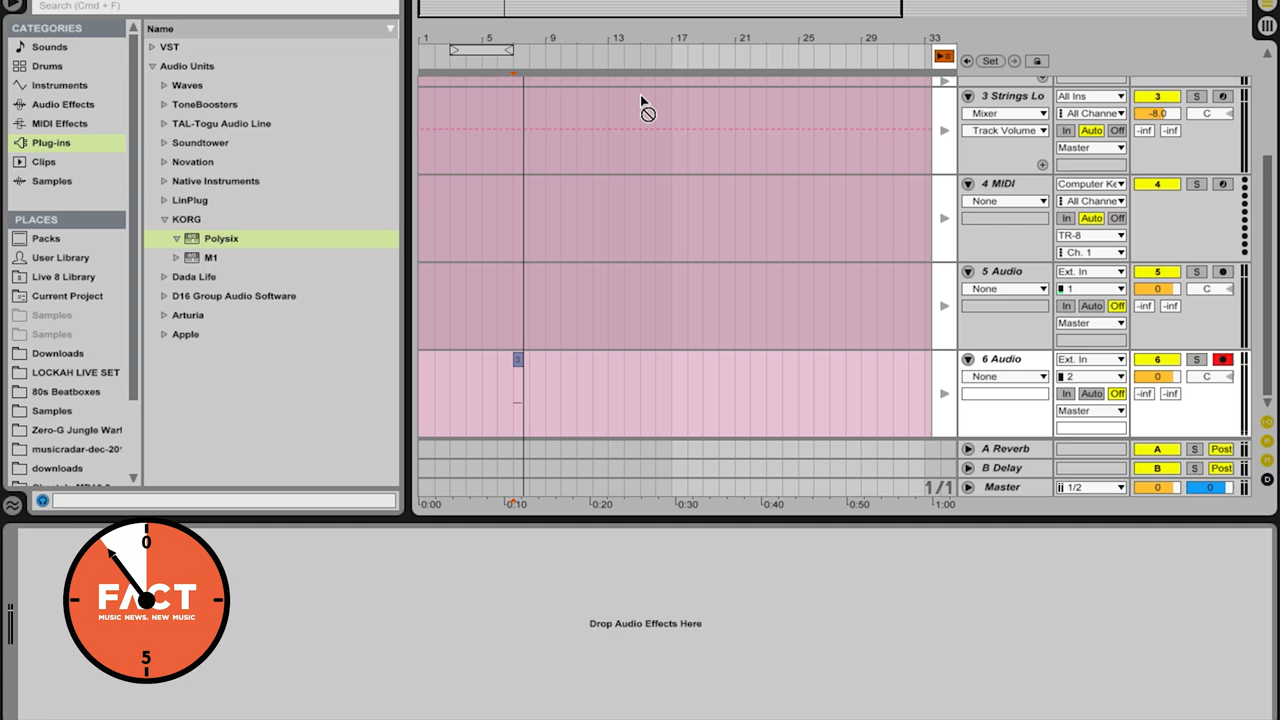 Search (Cmd + F)
CATEGORIES
Sounds
Drums
Instruments
Audio Effects
MIDI Effects
Plug-ins
Clips
Samples
PLACES
Packs
User Library
Live 8 Library
Current Project
Samples
Samples
Downloads
LOCKAH LIVE SET
80s Beatboxes
Samples
Zero-G Jungle Warf
musicradar-dec-20
downloads
Name
VST
Audio Units
Waves
ToneBoosters
TAL-Togu Audio Line
Soundtower
Novation
Native Instruments
LinPlug
KORG
Polysix
M1
Dada Life
D16 Group Audio Software
Arturia
Apple
1 5 9 13 17 21 25 29 33
Set
3 Strings Lo All Ins 3 S
Mixer All Channe -8.0 C
Track Volume In Auto Off -inf -inf
Master
4 MIDI Computer Ke 4 S
None All Channe
In Auto Off
TR-8
Ch. 1
5 Audio Ext. In 5 S
None 1 0 C
In Auto Off -inf -inf
Master
3
6 Audio Ext. In 6 S
None 2 0 C
In Auto Off -inf -inf
Master
A Reverb A S Post
B Delay B S Post
1/1 Master 1/2 0 0
0:00 0:10 0:20 0:30 0:40 0:50 1:00
D
0
FACT
MUSIC NEWS. NEW MUSIC
5
Drop Audio Effects Here